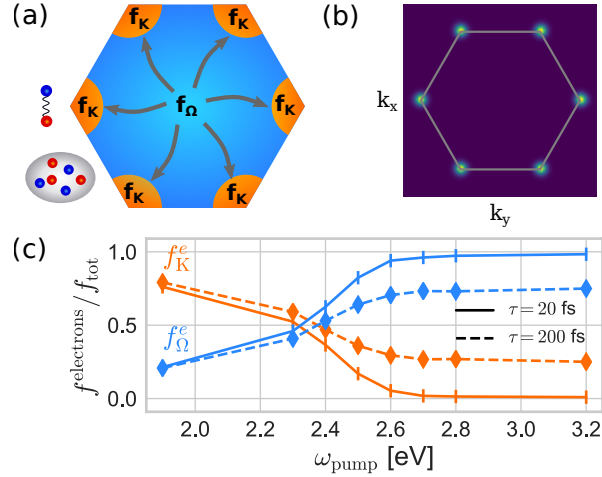 (a)
f_K f_K
f_K f_Ω f_K
f_K f_K
(b)
k_x
k_y
(c)
f^electrons / f_tot
1.0
0.5
0.0
f_K^e
f_Ω^e
τ = 20 fs
τ = 200 fs
2.0 2.2 2.4 2.6 2.8 3.0 3.2
ω_pump [eV]